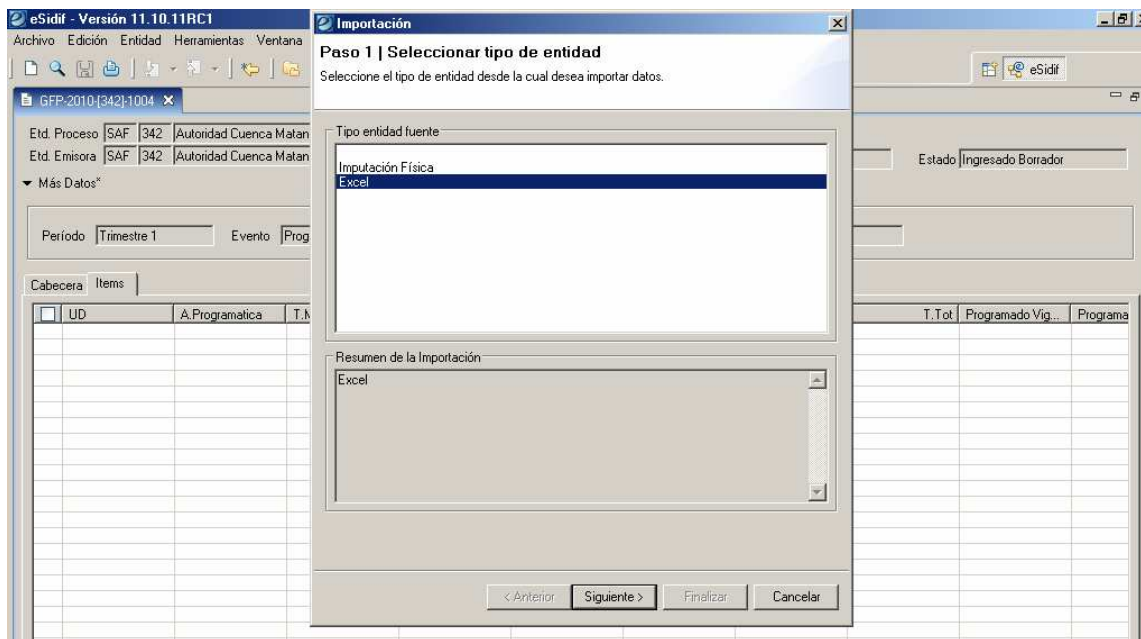 eSidif - Versión 11.10.11RC1
Archivo Edición Entidad Herramientas Ventana
eSidif
GFP-2010-[342]-1004
Etd. Proceso SAF 342 Autoridad Cuenca Matan
Etd. Emisora SAF 342 Autoridad Cuenca Matan
Estado Ingresado Borrador
Más Datos*
Período Trimestre 1 Evento Prog
Cabecera Items
UD A.Programatica T.M T.Tot Programado Vig... Programa
Importación
Paso 1 | Seleccionar tipo de entidad
Seleccione el tipo de entidad desde la cual desea importar datos.
Tipo entidad fuente
Imputación Física
Excel
Resumen de la Importación
Excel
< Anterior Siguiente > Finalizar Cancelar